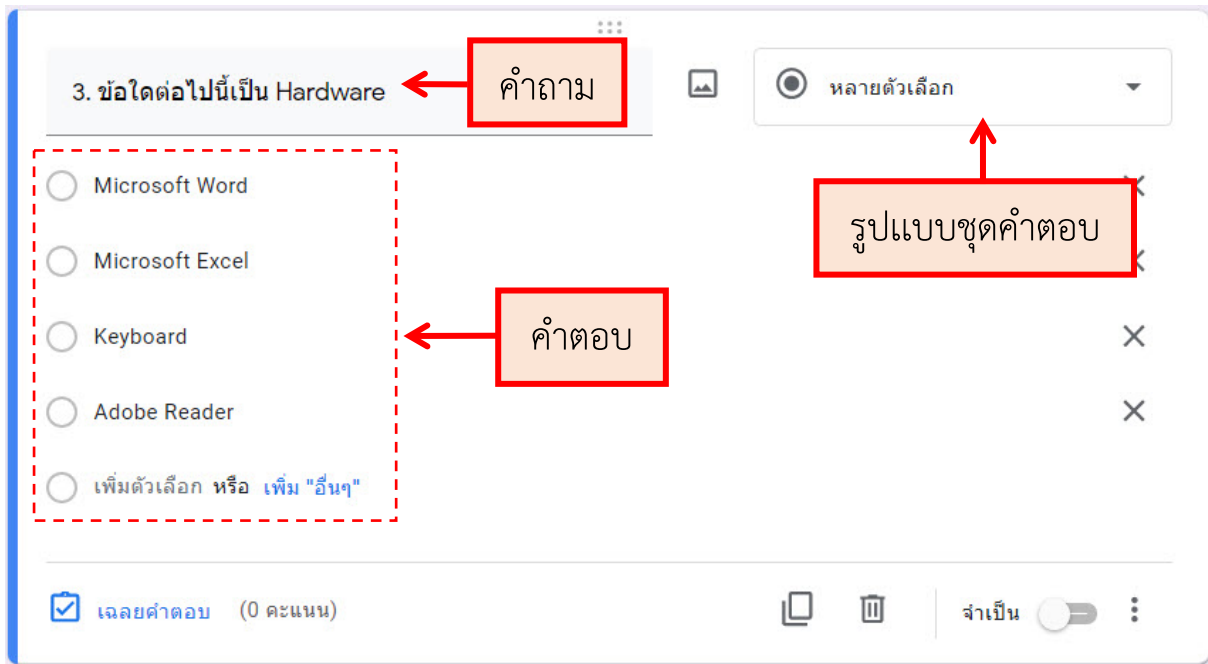 3. ข้อใดต่อไปนี้เป็น Hardware
คำถาม
หลายตัวเลือก
รูปแบบชุดคำตอบ
Microsoft Word
Microsoft Excel
Keyboard
คำตอบ
Adobe Reader
เพิ่มตัวเลือก หรือ เพิ่ม "อื่นๆ"
เฉลยคำตอบ (0 คะแนน)
จำเป็น